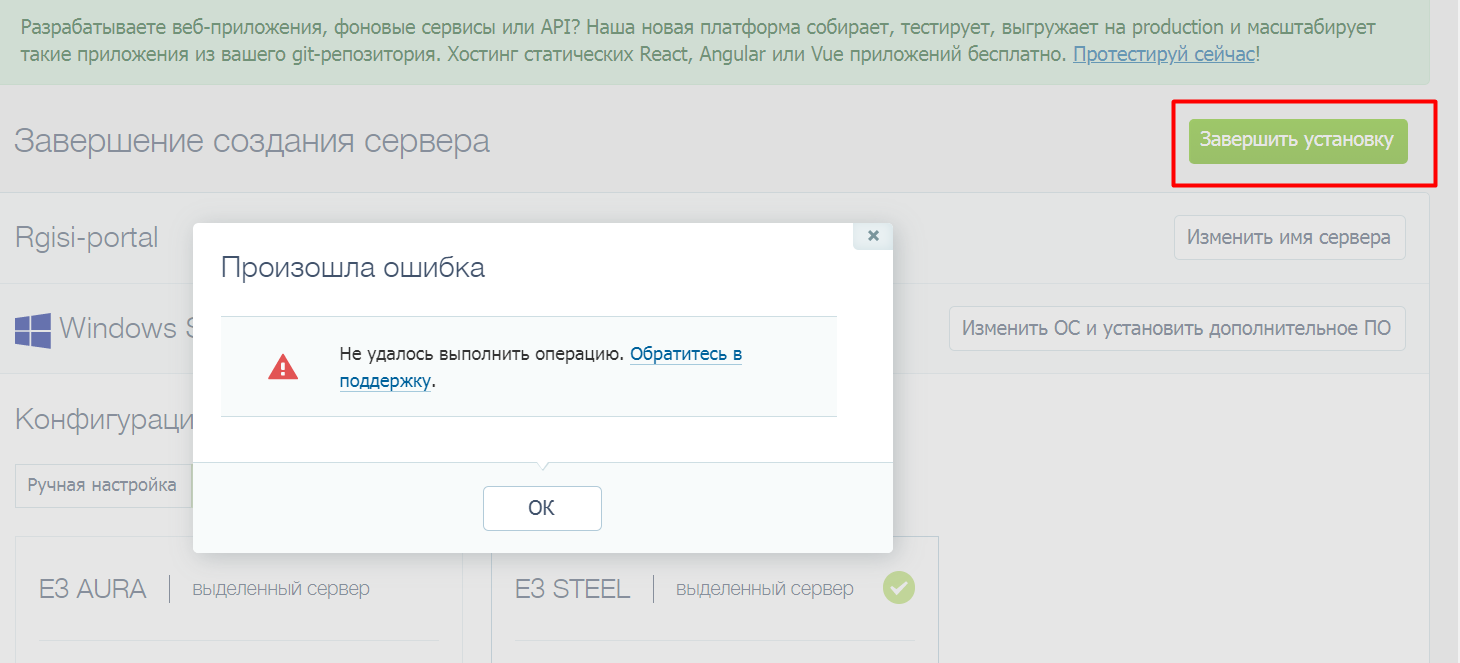 Разрабатываете веб-приложения, фоновые сервисы или API? Наша новая платформа собирает, тестирует, выгружает на production и масштабирует
такие приложения из вашего git-репозитория. Хостинг статических React, Angular или Vue приложений бесплатно. Протестируй сейчас!
Завершение создания сервера
Завершить установку
Rgisi-portal
Изменить имя сервера
Произошла ошибка
Windows S
Изменить ОС и установить дополнительное ПО
Не удалось выполнить операцию. Обратитесь в
поддержку.
Конфигураци
Ручная настройка
ОК
E3 AURA
выделенный сервер
E3 STEEL
выделенный сервер